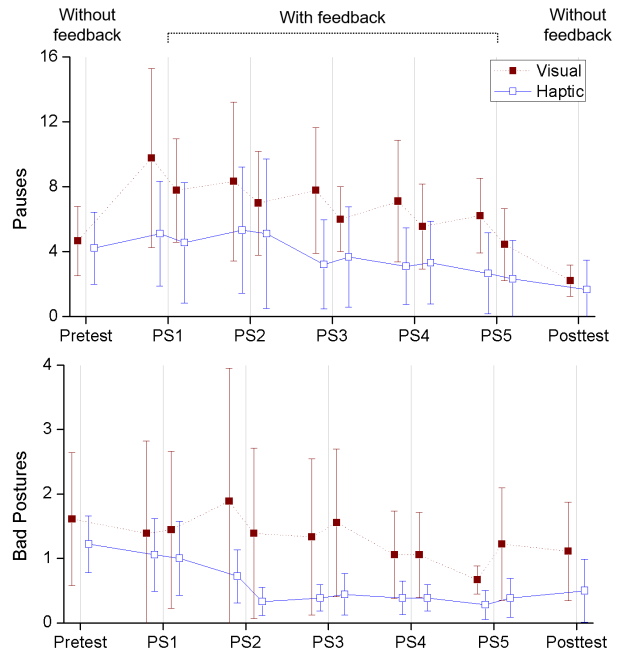 Without
feedback
With feedback
Without
feedback
16
12
8
4
0
Pauses
Visual
Haptic
Pretest PS1 PS2 PS3 PS4 PS5 Posttest
4
3
2
1
0
Bad Postures
Pretest PS1 PS2 PS3 PS4 PS5 Posttest